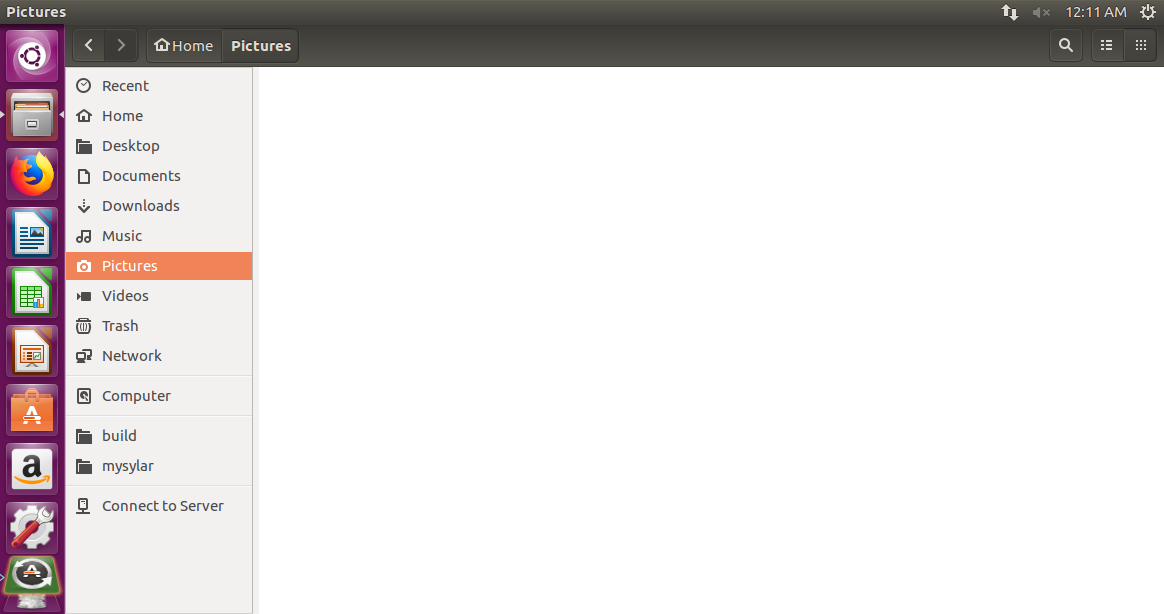 Pictures
12:11 AM
Home
Pictures
Recent
Home
Desktop
Documents
Downloads
Music
Pictures
Videos
Trash
Network
Computer
build
mysylar
Connect to Server